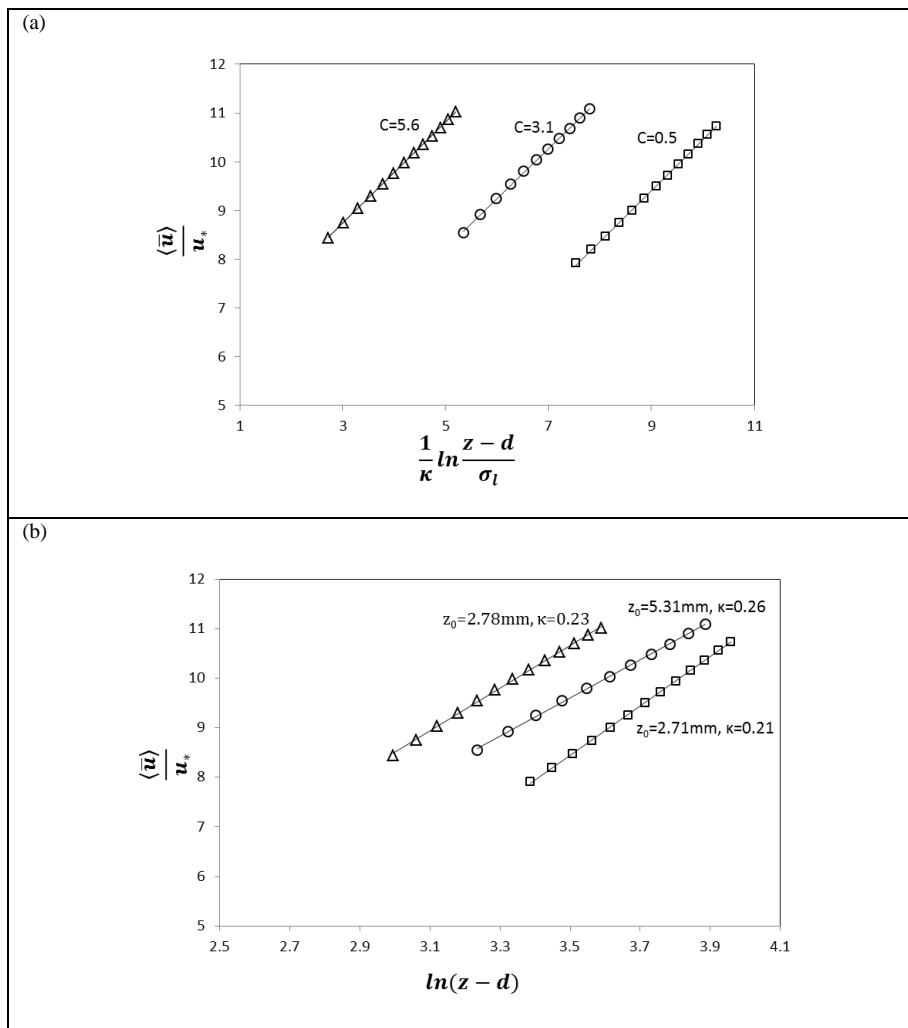 (a)
12
11
10
9
8
7
6
5
C=5.6
C=3.1
C=0.5
⟨u̅⟩
u*
1 3 5 7 9 11
1/κ ln (z − d)/σl
(b)
12
11
10
9
8
7
6
5
z0=2.78mm, κ=0.23
z0=5.31mm, κ=0.26
z0=2.71mm, κ=0.21
⟨u̅⟩
u*
2.5 2.7 2.9 3.1 3.3 3.5 3.7 3.9 4.1
ln(z − d)